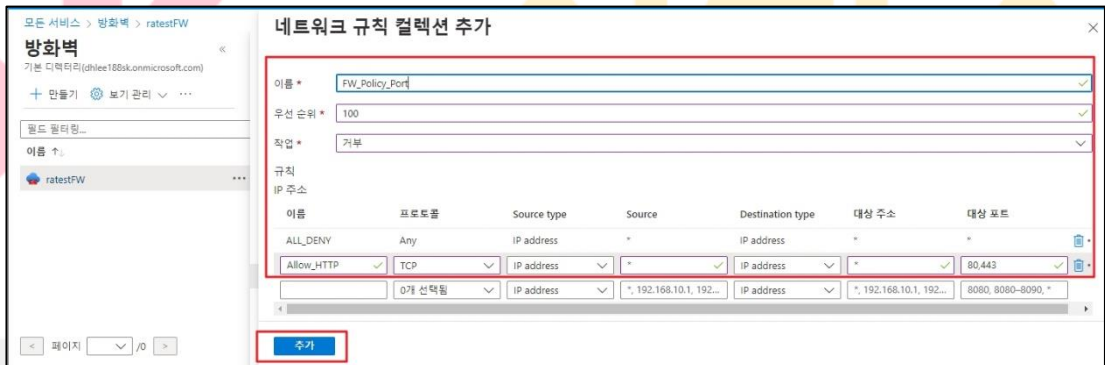 모든 서비스 > 방화벽 > ratestFW
방화벽
기본 디렉터리(dhlee188sk.onmicrosoft.com)
만들기 보기 관리 ...
필드 필터링...
이름 ↑↓
ratestFW ...
< 페이지 /0 >
네트워크 규칙 컬렉션 추가
이름 * FW_Policy_Port
우선 순위 * 100
작업 * 거부
규칙
IP 주소
이름 프로토콜 Source type Source Destination type 대상 주소 대상 포트
ALL_DENY Any IP address * IP address * *
Allow_HTTP TCP IP address * IP address * 80,443
0개 선택됨 IP address *, 192.168.10.1, 192... IP address *, 192.168.10.1, 192... 8080, 8080-8090, *
추가